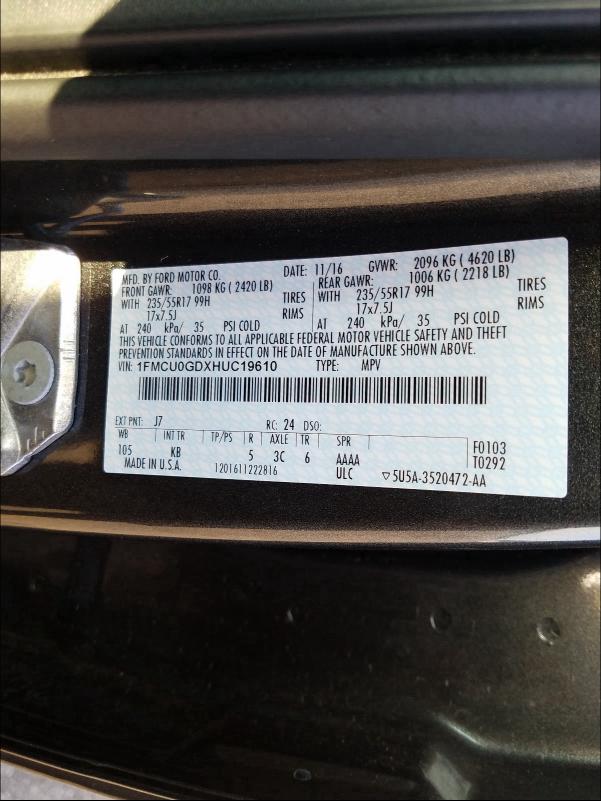 MFD. BY FORD MOTOR CO. DATE: 11/16 GVWR: 2096 KG ( 4620 LB)
FRONT GAWR: 1098 KG ( 2420 LB) REAR GAWR: 1006 KG ( 2218 LB)
WITH 235/55R17 99H TIRES WITH 235/55R17 99H TIRES
17x7.5J RIMS 17x7.5J RIMS
AT 240 kPa/ 35 PSI COLD AT 240 kPa/ 35 PSI COLD
THIS VEHICLE CONFORMS TO ALL APPLICABLE FEDERAL MOTOR VEHICLE SAFETY AND THEFT
PREVENTION STANDARDS IN EFFECT ON THE DATE OF MANUFACTURE SHOWN ABOVE.
VIN: 1FMCU0GDXHUC19610 TYPE: MPV
EXT PNT: J7 RC: 24 DSO:
WB INT TR TP/PS R AXLE TR SPR F0103
105 KB 5 3C 6 AAAA T0292
MADE IN U.S.A. 1201611222816 ULC ▽5U5A-3520472-AA